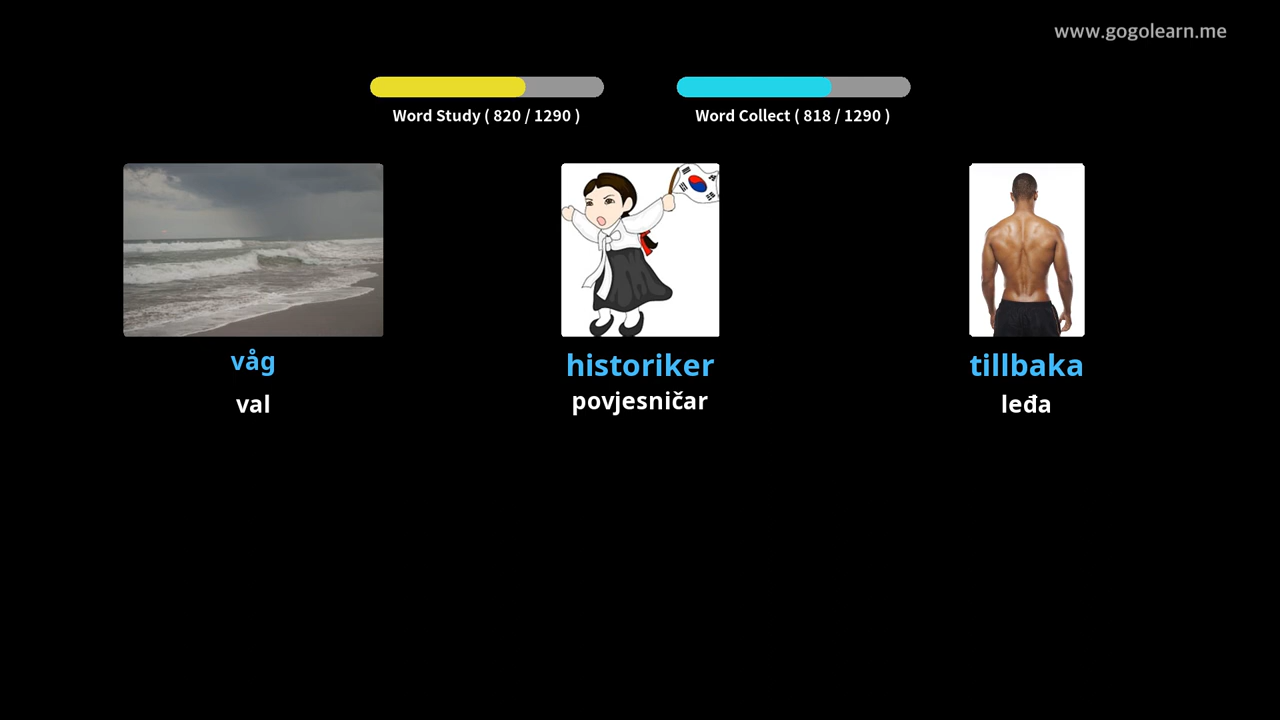 www.gogolearn.me
Word Study ( 820 / 1290 )
Word Collect ( 818 / 1290 )
våg
historiker
tillbaka
val
povjesničar
leđa